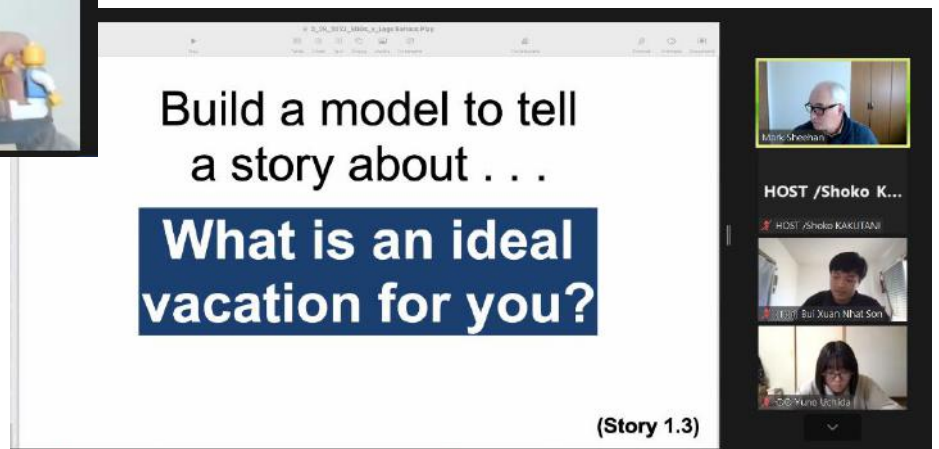 Build a model to tell
a story about . . .
What is an ideal
vacation for you?
(Story 1.3)
Mark Sheehan
HOST /Shoko K...
HOST /Shoko KAKUTANI
Bui Xuan Nhat Son
Yuno Uchida